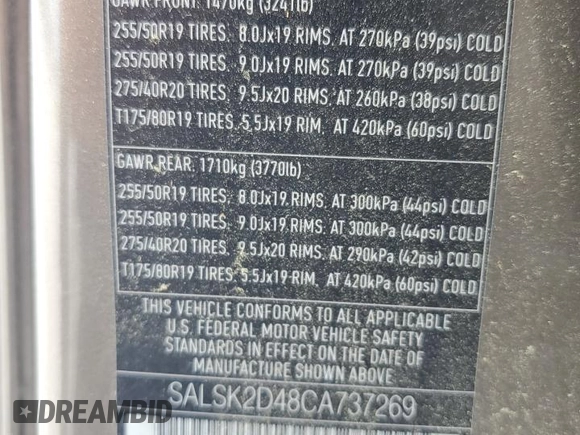 GAWR FRONT: 1470kg (3241lb)
255/50R19 TIRES, 8.0Jx19 RIMS, AT 270kPa (39psi) COLD
255/50R19 TIRES, 9.0Jx19 RIMS, AT 270kPa (39psi) COLD
275/40R20 TIRES, 9.5Jx20 RIMS, AT 260kPa (38psi) COLD
T175/80R19 TIRES, 5.5Jx19 RIM, AT 420kPa (60psi) COLD
GAWR REAR: 1710kg (3770lb)
255/50R19 TIRES, 8.0Jx19 RIMS, AT 300kPa (44psi) COLD
255/50R19 TIRES, 9.0Jx19 RIMS, AT 300kPa (44psi) COLD
275/40R20 TIRES, 9.5Jx20 RIMS, AT 290kPa (42psi) COLD
T175/80R19 TIRES, 5.5Jx19 RIM, AT 420kPa (60psi) COLD
THIS VEHICLE CONFORMS TO ALL APPLICABLE
U.S. FEDERAL MOTOR VEHICLE SAFETY
STANDARDS IN EFFECT ON THE DATE OF
MANUFACTURE SHOWN ABOVE
SALSK2D48CA737269
DREAMBID